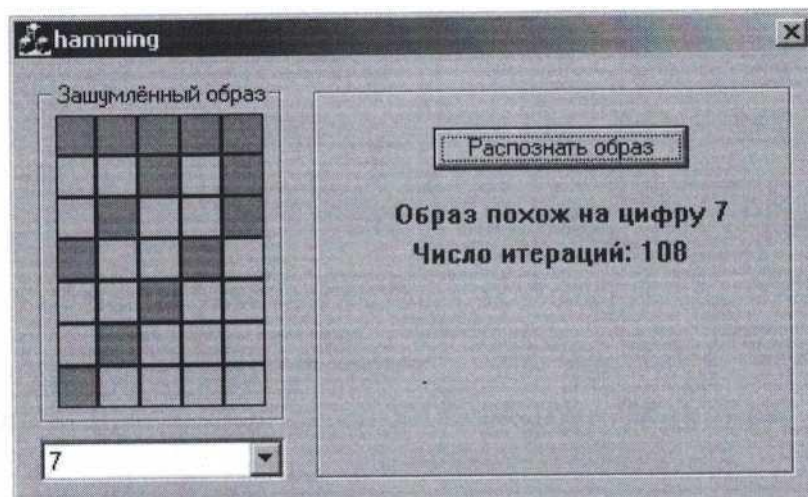 hamming
Зашумлённый образ
Распознать образ
Образ похож на цифру 7
Число итераций: 108
7